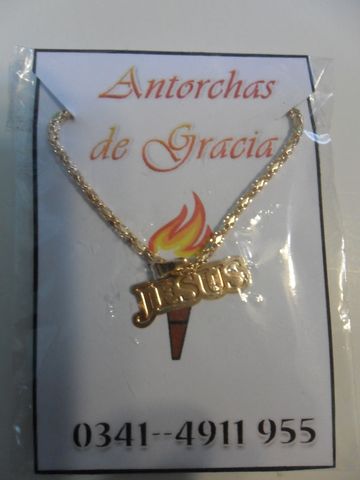 Antorchas
de Gracia
JESUS
0341--4911 955